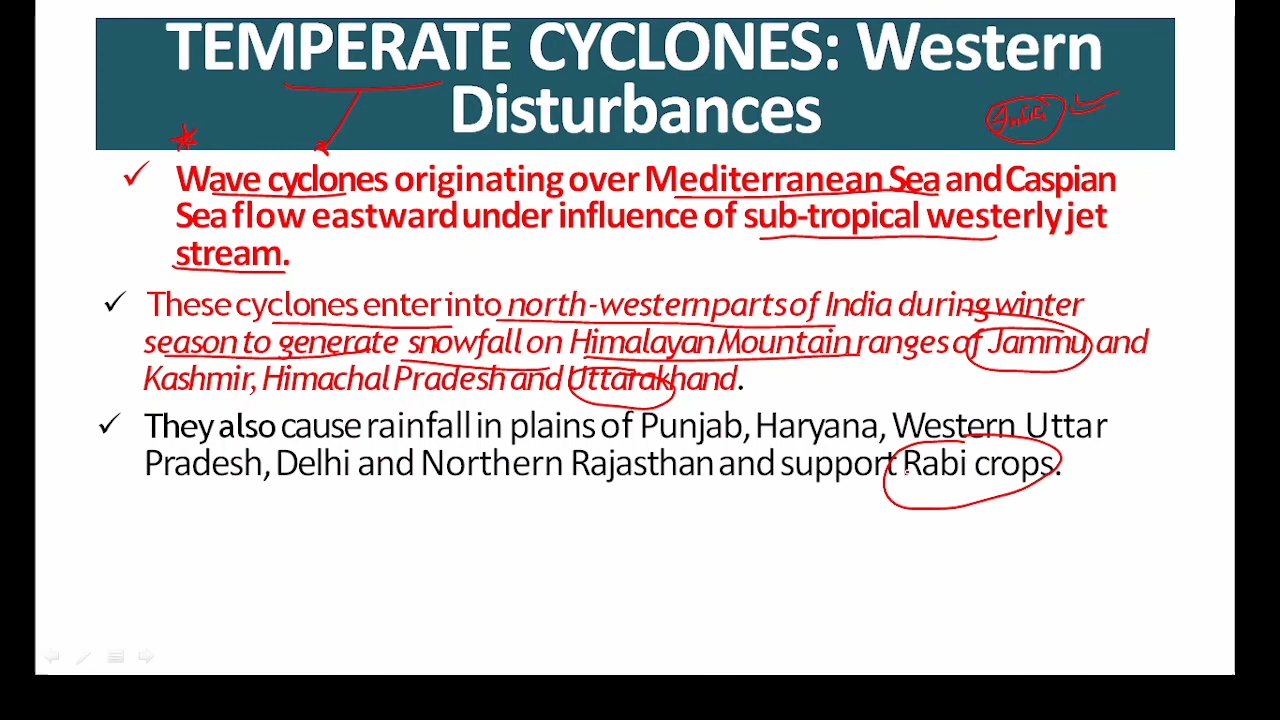 TEMPERATE CYCLONES: Western
Disturbances
Wave cyclones originating over Mediterranean Sea and Caspian
Sea flow eastward under influence of sub-tropical westerly jet
stream.
These cyclones enter into north-western parts of India during winter
season to generate snowfall on Himalayan Mountain ranges of Jammu and
Kashmir, Himachal Pradesh and Uttarakhand.
They also cause rainfall in plains of Punjab, Haryana, Western Uttar
Pradesh, Delhi and Northern Rajasthan and support Rabi crops.